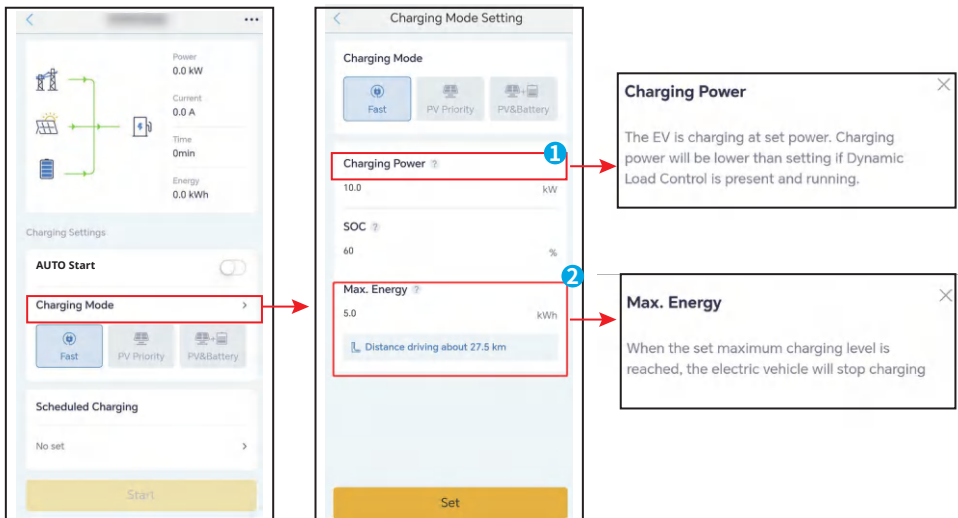 Power
0.0 kW
Current
0.0 A
Time
0min
Energy
0.0 kWh
Charging Settings
AUTO Start
Charging Mode
Fast
PV Priority
PV&Battery
Scheduled Charging
No set
Start
Charging Mode Setting
Charging Mode
Fast
PV Priority
PV&Battery
1
Charging Power ?
10.0 kW
SOC ?
60 %
2
Max. Energy ?
5.0 kWh
Distance driving about 27.5 km
Set
Charging Power
The EV is charging at set power. Charging
power will be lower than setting if Dynamic
Load Control is present and running.
Max. Energy
When the set maximum charging level is
reached, the electric vehicle will stop charging